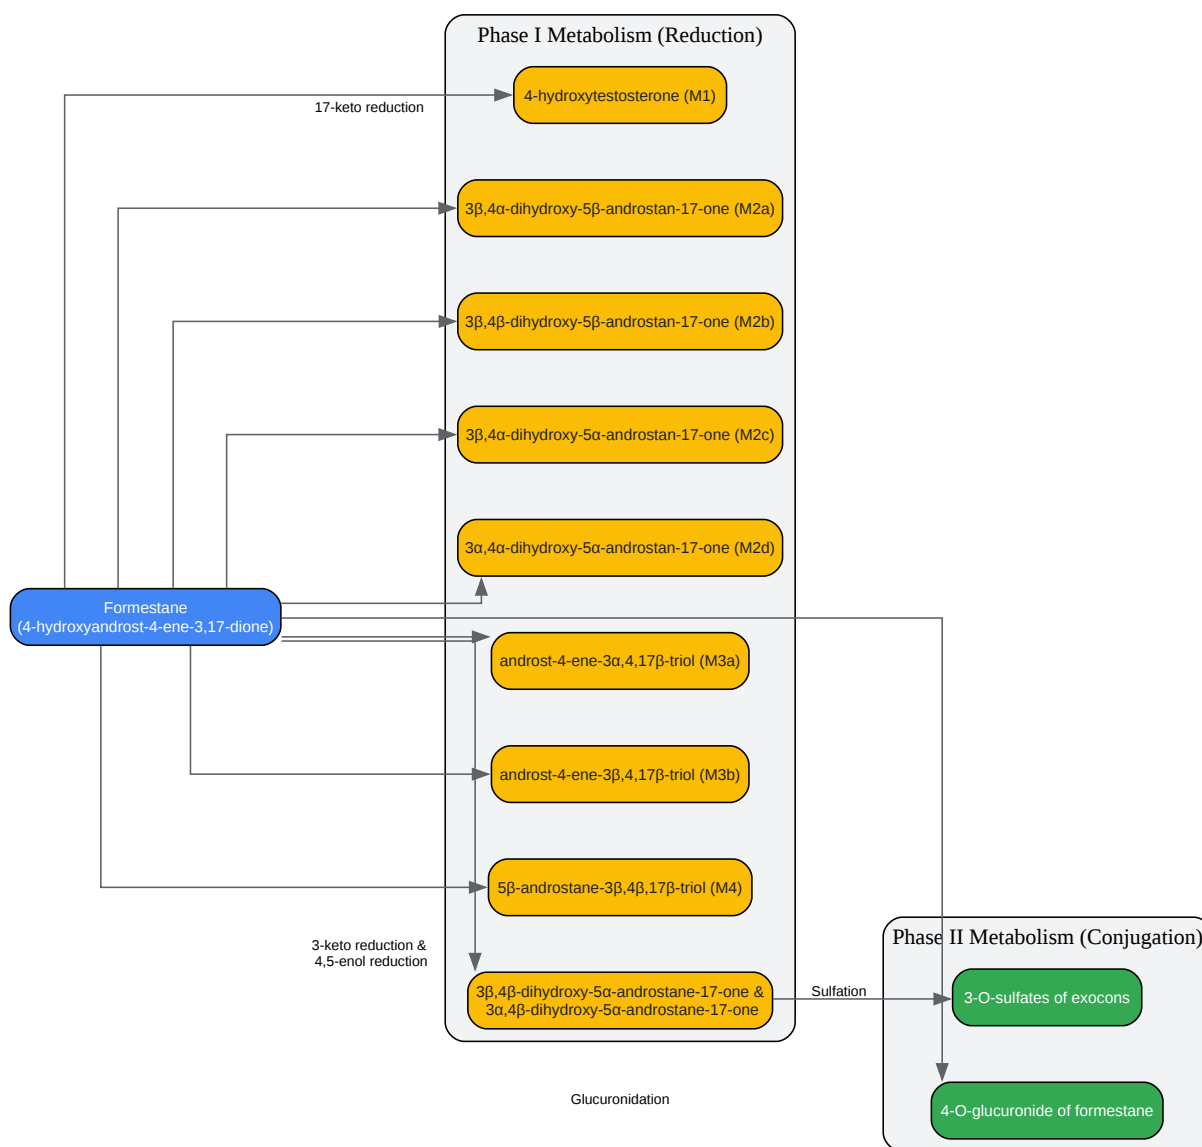 Phase I Metabolism (Reduction)
4-hydroxytestosterone (M1)
17-keto reduction
3β,4α-dihydroxy-5β-androstan-17-one (M2a)
3β,4β-dihydroxy-5β-androstan-17-one (M2b)
3β,4α-dihydroxy-5α-androstan-17-one (M2c)
3α,4α-dihydroxy-5α-androstan-17-one (M2d)
Formestane
(4-hydroxyandrost-4-ene-3,17-dione)
androst-4-ene-3α,4,17β-triol (M3a)
androst-4-ene-3β,4,17β-triol (M3b)
5β-androstane-3β,4β,17β-triol (M4)
3-keto reduction &
4,5-enol reduction
3β,4β-dihydroxy-5α-androstane-17-one &
3α,4β-dihydroxy-5α-androstane-17-one
Sulfation
Phase II Metabolism (Conjugation)
3-O-sulfates of exocons
4-O-glucuronide of formestane
Glucuronidation